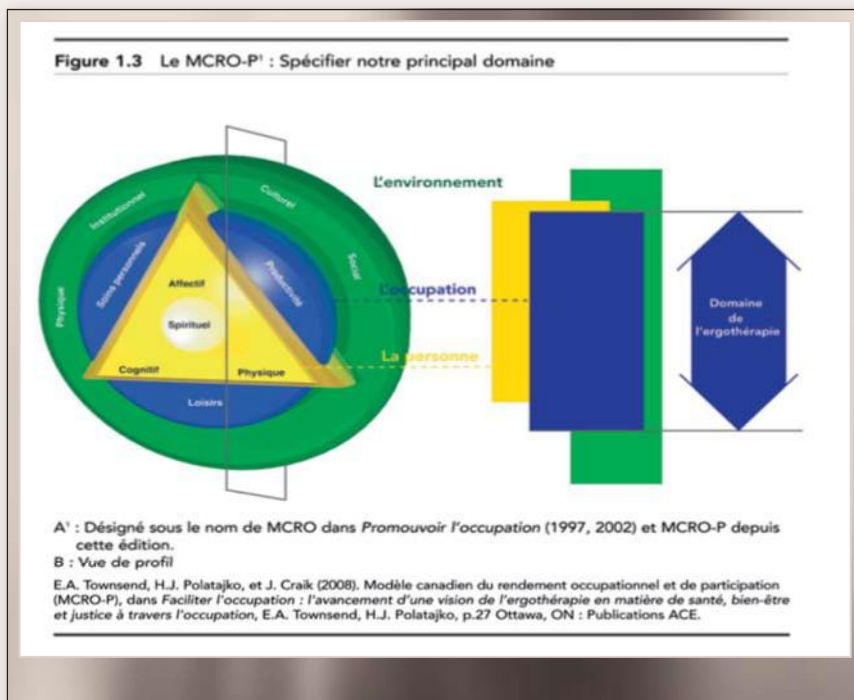 Figure 1.3 Le MCRO-P¹ : Spécifier notre principal domaine
L'environnement
Institutionnel
Culturel
Physique
Social
Soins personnels
Productivité
Affectif
Spirituel
Cognitif
Physique
Loisirs
L'occupation
La personne
Domaine
de
l'ergothérapie
A¹ : Désigné sous le nom de MCRO dans Promouvoir l'occupation (1997, 2002) et MCRO-P depuis
cette édition.
B : Vue de profil
E.A. Townsend, H.J. Polatajko, et J. Craik (2008). Modèle canadien du rendement occupationnel et de participation
(MCRO-P), dans Faciliter l'occupation : l'avancement d'une vision de l'ergothérapie en matière de santé, bien-être
et justice à travers l'occupation, E.A. Townsend, H.J. Polatajko, p.27 Ottawa, ON : Publications ACE.